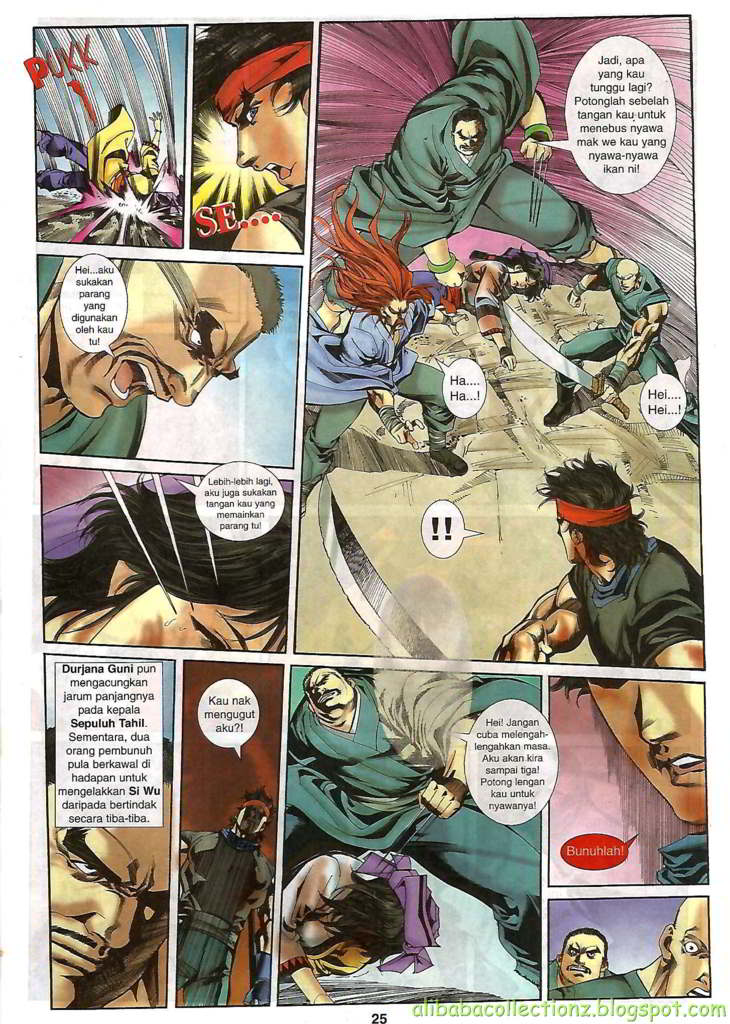 PUKK
SE....
Jadi, apa
yang kau
tunggu lagi?
Potonglah sebelah
tangan kau untuk
menebus nyawa
mak we kau yang
nyawa-nyawa
ikan ni!
Hei...aku
sukakan
parang
yang
digunakan
oleh kau
tu!
Ha....
Ha...!
Hei....
Hei...!
Lebih-lebih lagi,
aku juga sukakan
tangan kau yang
memainkan
parang tu!
!!
Durjana Guni pun
mengacungkan
jarum panjangnya
pada kepala
Sepuluh Tahil.
Sementara, dua
orang pembunuh
pula berkawal di
hadapan untuk
mengelakkan Si Wu
daripada bertindak
secara tiba-tiba.
Kau nak
mengugut
aku?!
Hei! Jangan
cuba melengah-
lengahkan masa.
Aku akan kira
sampai tiga!
Potong lengan
kau untuk
nyawanya!
Bunuhlah!
25
alibabacollectionz.blogspot.com